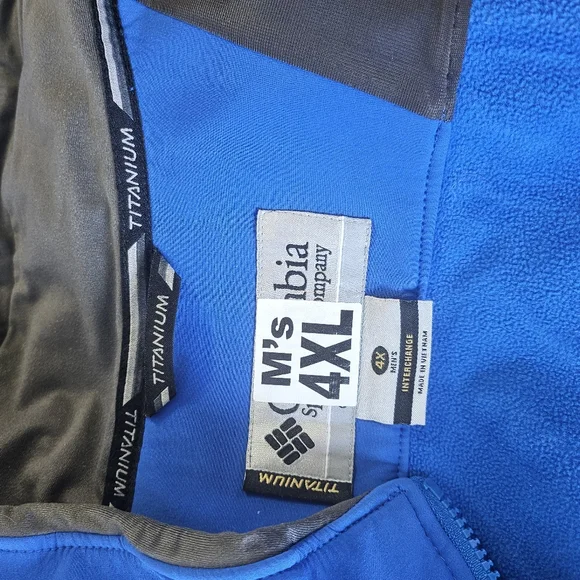 TITANIUM
TITANIUM
TITANIUM
bia
ompany
M's
4XL
TITANIUM
4X
MEN'S
INTERCHANGE
MADE IN VIETNAM